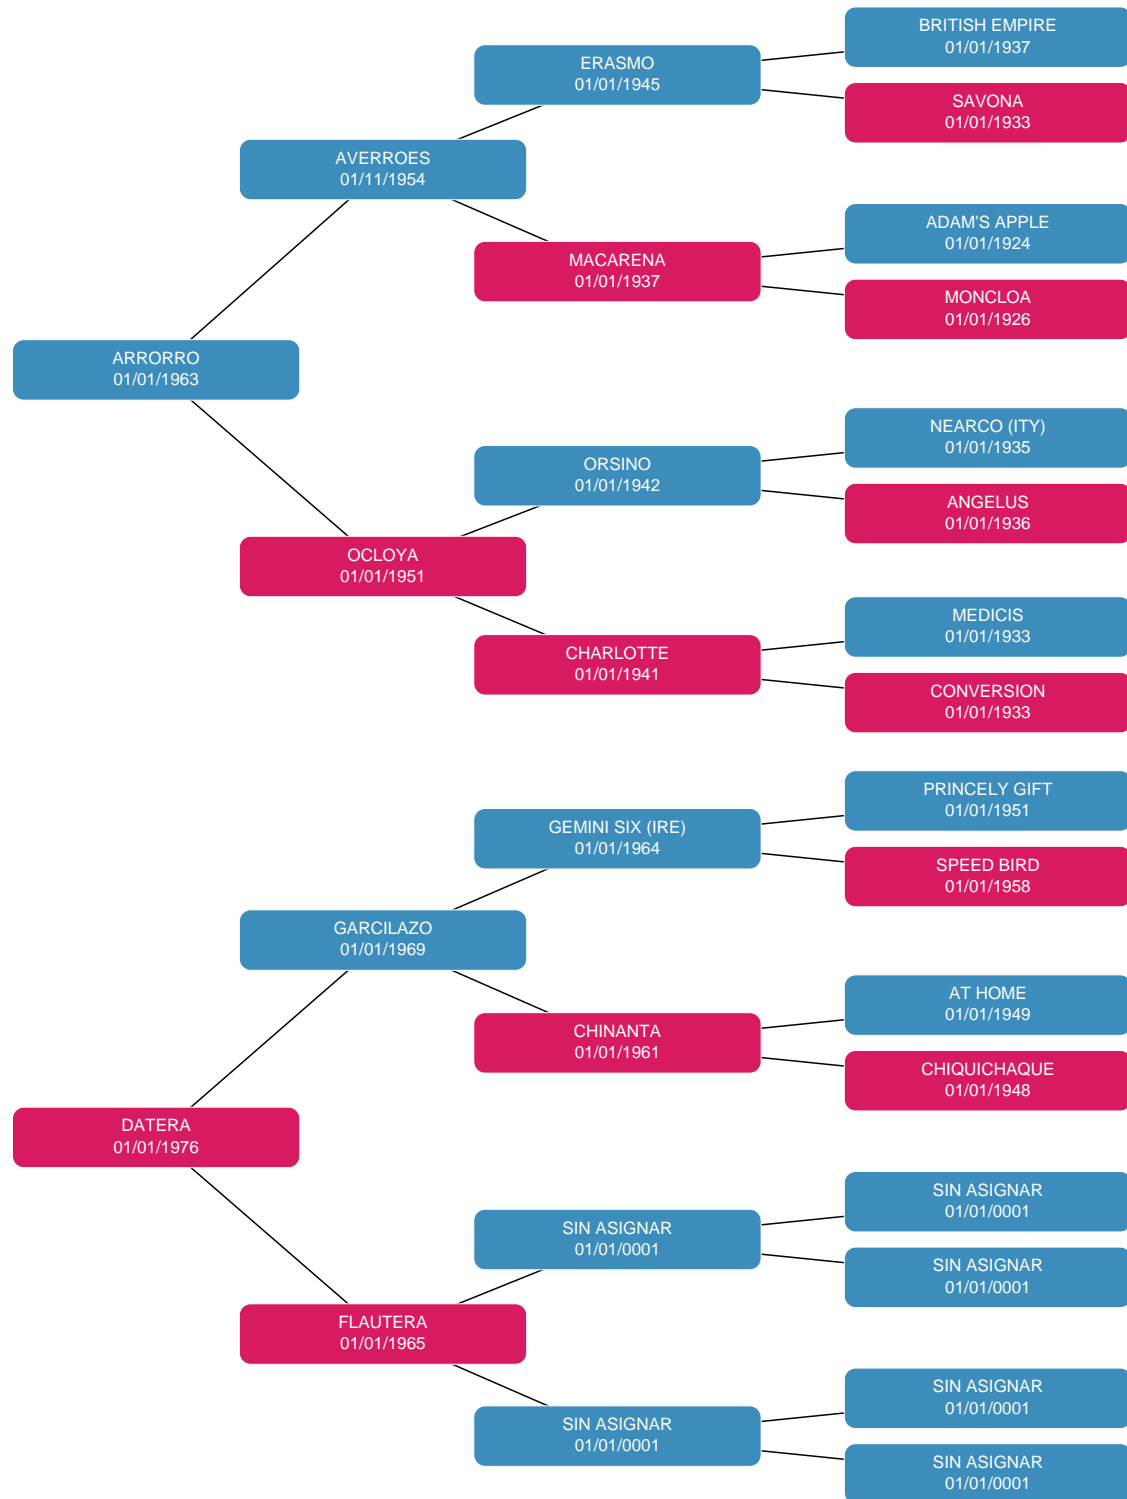 BRITISH EMPIRE
01/01/1937
ERASMO
01/01/1945
SAVONA
01/01/1933
AVERROES
01/11/1954
ADAM'S APPLE
01/01/1924
MACARENA
01/01/1937
MONCLOA
01/01/1926
ARRORRO
01/01/1963
NEARCO (ITY)
01/01/1935
ORSINO
01/01/1942
ANGELUS
01/01/1936
OCLOYA
01/01/1951
MEDICIS
01/01/1933
CHARLOTTE
01/01/1941
CONVERSION
01/01/1933
PRINCELY GIFT
01/01/1951
GEMINI SIX (IRE)
01/01/1964
SPEED BIRD
01/01/1958
GARCILAZO
01/01/1969
AT HOME
01/01/1949
CHINANTA
01/01/1961
CHIQUICHAQUE
01/01/1948
DATERA
01/01/1976
SIN ASIGNAR
01/01/0001
SIN ASIGNAR
01/01/0001
SIN ASIGNAR
01/01/0001
FLAUTERA
01/01/1965
SIN ASIGNAR
01/01/0001
SIN ASIGNAR
01/01/0001
SIN ASIGNAR
01/01/0001